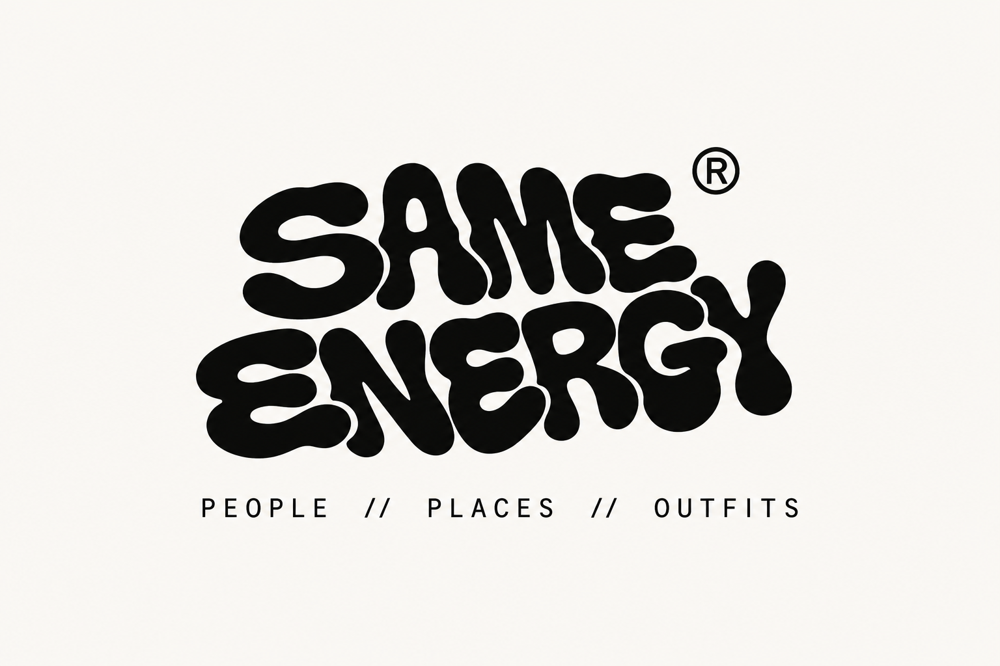 SAME ®
ENERGY
PEOPLE // PLACES // OUTFITS